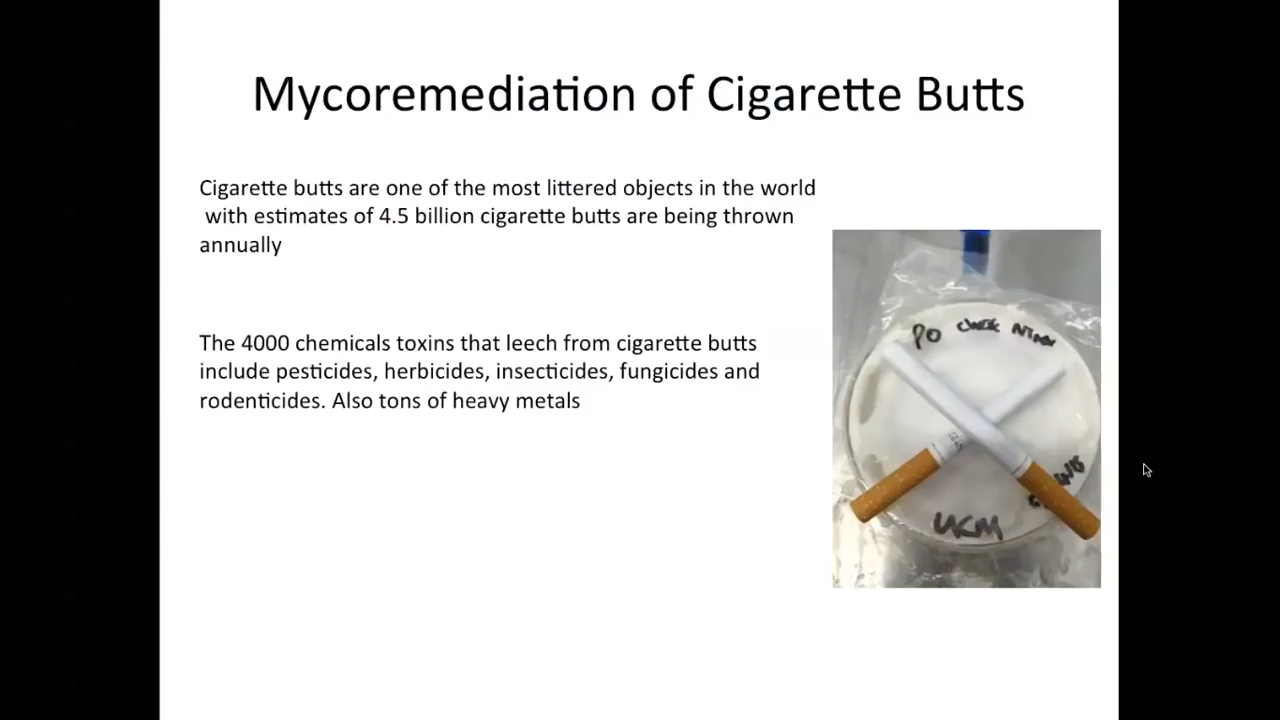 Mycoremediation of Cigarette Butts
Cigarette butts are one of the most littered objects in the world
with estimates of 4.5 billion cigarette butts are being thrown
annually
The 4000 chemicals toxins that leech from cigarette butts
include pesticides, herbicides, insecticides, fungicides and
rodenticides. Also tons of heavy metals
PO
UCM